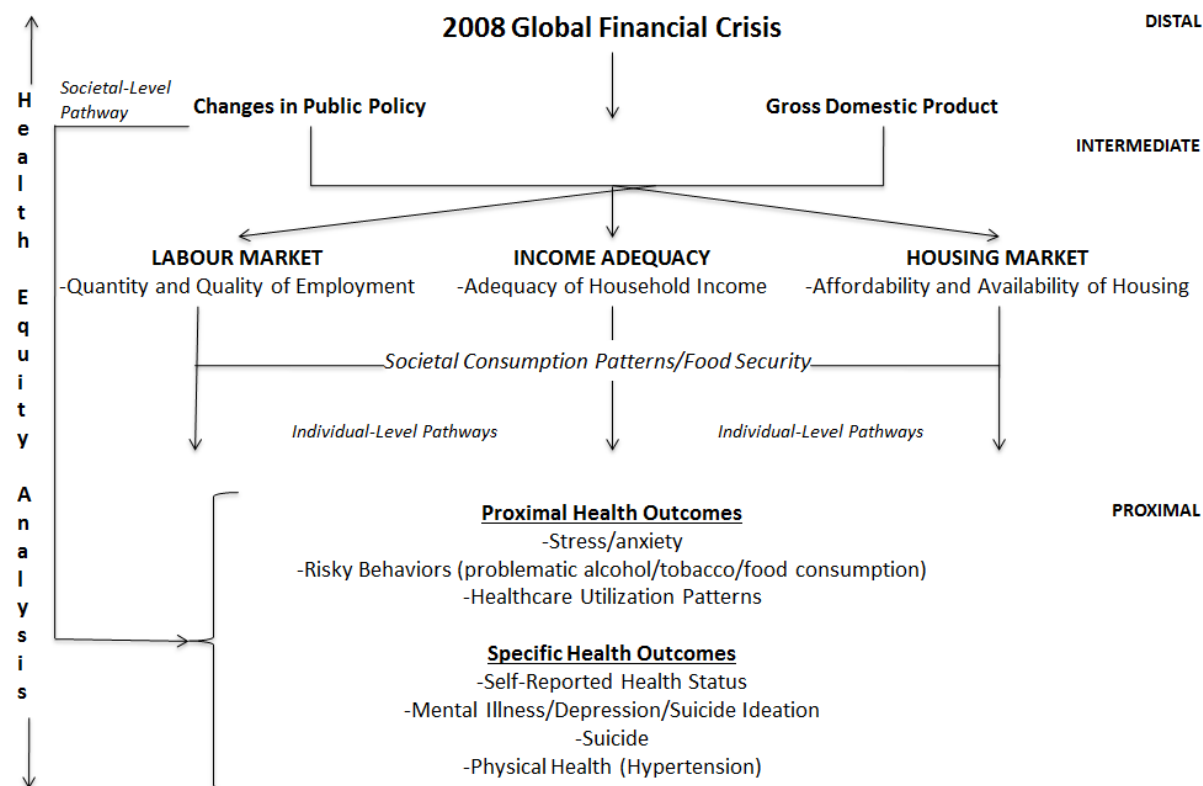 2008 Global Financial Crisis
DISTAL
Societal-Level
Pathway
Changes in Public Policy
Gross Domestic Product
INTERMEDIATE
Health Equity Analysis
LABOUR MARKET
-Quantity and Quality of Employment
INCOME ADEQUACY
-Adequacy of Household Income
HOUSING MARKET
-Affordability and Availability of Housing
Societal Consumption Patterns/Food Security
Individual-Level Pathways
Individual-Level Pathways
PROXIMAL
Proximal Health Outcomes
-Stress/anxiety
-Risky Behaviors (problematic alcohol/tobacco/food consumption)
-Healthcare Utilization Patterns
Specific Health Outcomes
-Self-Reported Health Status
-Mental Illness/Depression/Suicide Ideation
-Suicide
-Physical Health (Hypertension)